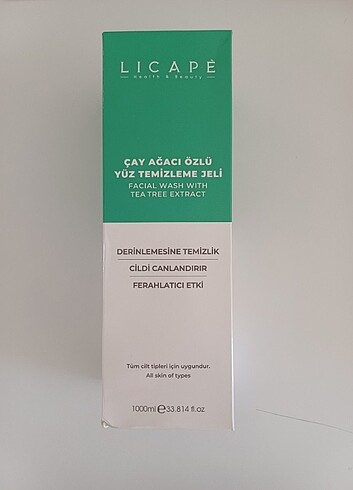 LICAPÈ
Health & Beauty
ÇAY AĞACI ÖZLÜ
YÜZ TEMİZLEME JELİ
FACIAL WASH WITH
TEA TREE EXTRACT
DERİNLEMESİNE TEMİZLİK
CİLDİ CANLANDIRIR
FERAHLATICI ETKİ
Tüm cilt tipleri için uygundur.
All skin of types
1000ml ℮ 33.814 fl.oz